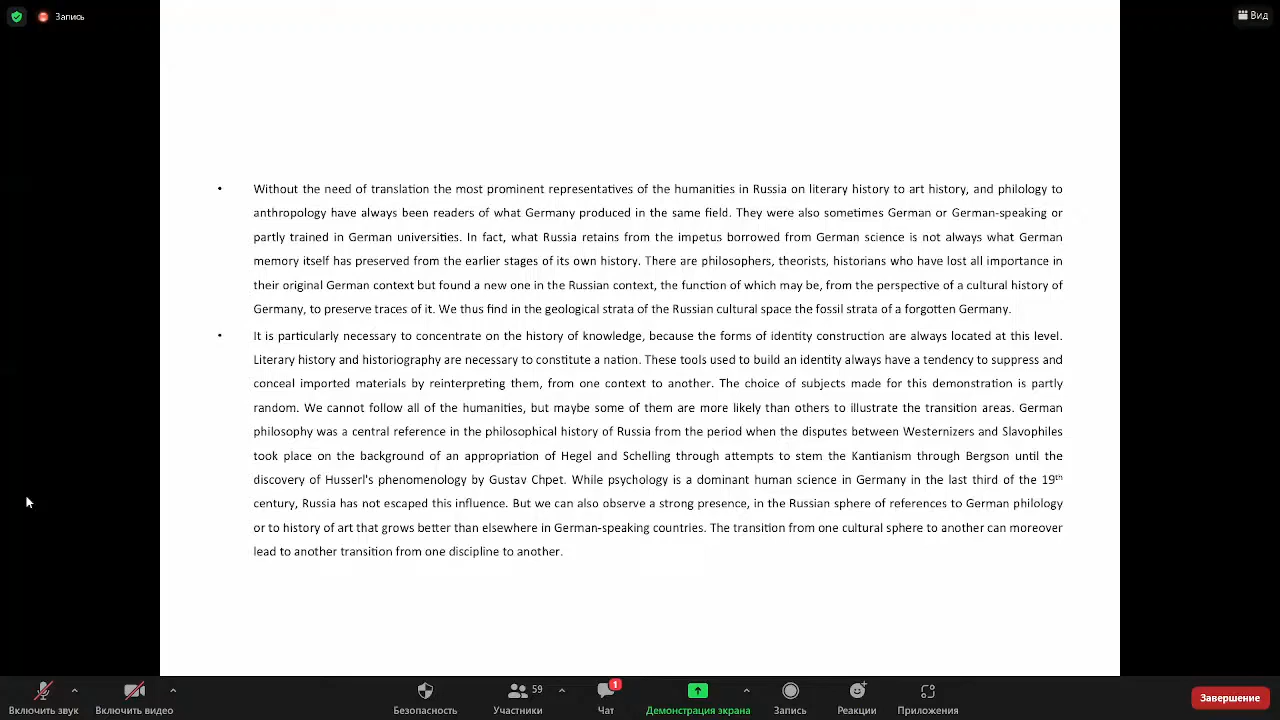 Запись
Вид
• Without the need of translation the most prominent representatives of the humanities in Russia on literary history to art history, and philology to
anthropology have always been readers of what Germany produced in the same field. They were also sometimes German or German-speaking or
partly trained in German universities. In fact, what Russia retains from the impetus borrowed from German science is not always what German
memory itself has preserved from the earlier stages of its own history. There are philosophers, theorists, historians who have lost all importance in
their original German context but found a new one in the Russian context, the function of which may be, from the perspective of a cultural history of
Germany, to preserve traces of it. We thus find in the geological strata of the Russian cultural space the fossil strata of a forgotten Germany.
• It is particularly necessary to concentrate on the history of knowledge, because the forms of identity construction are always located at this level.
Literary history and historiography are necessary to constitute a nation. These tools used to build an identity always have a tendency to suppress and
conceal imported materials by reinterpreting them, from one context to another. The choice of subjects made for this demonstration is partly
random. We cannot follow all of the humanities, but maybe some of them are more likely than others to illustrate the transition areas. German
philosophy was a central reference in the philosophical history of Russia from the period when the disputes between Westernizers and Slavophiles
took place on the background of an appropriation of Hegel and Schelling through attempts to stem the Kantianism through Bergson until the
discovery of Husserl's phenomenology by Gustav Chpet. While psychology is a dominant human science in Germany in the last third of the 19th
century, Russia has not escaped this influence. But we can also observe a strong presence, in the Russian sphere of references to German philology
or to history of art that grows better than elsewhere in German-speaking countries. The transition from one cultural sphere to another can moreover
lead to another transition from one discipline to another.
59
1
Включить звук
Включить видео
Безопасность
Участники
Чат
Демонстрация экрана
Запись
Реакции
Приложения
Завершение